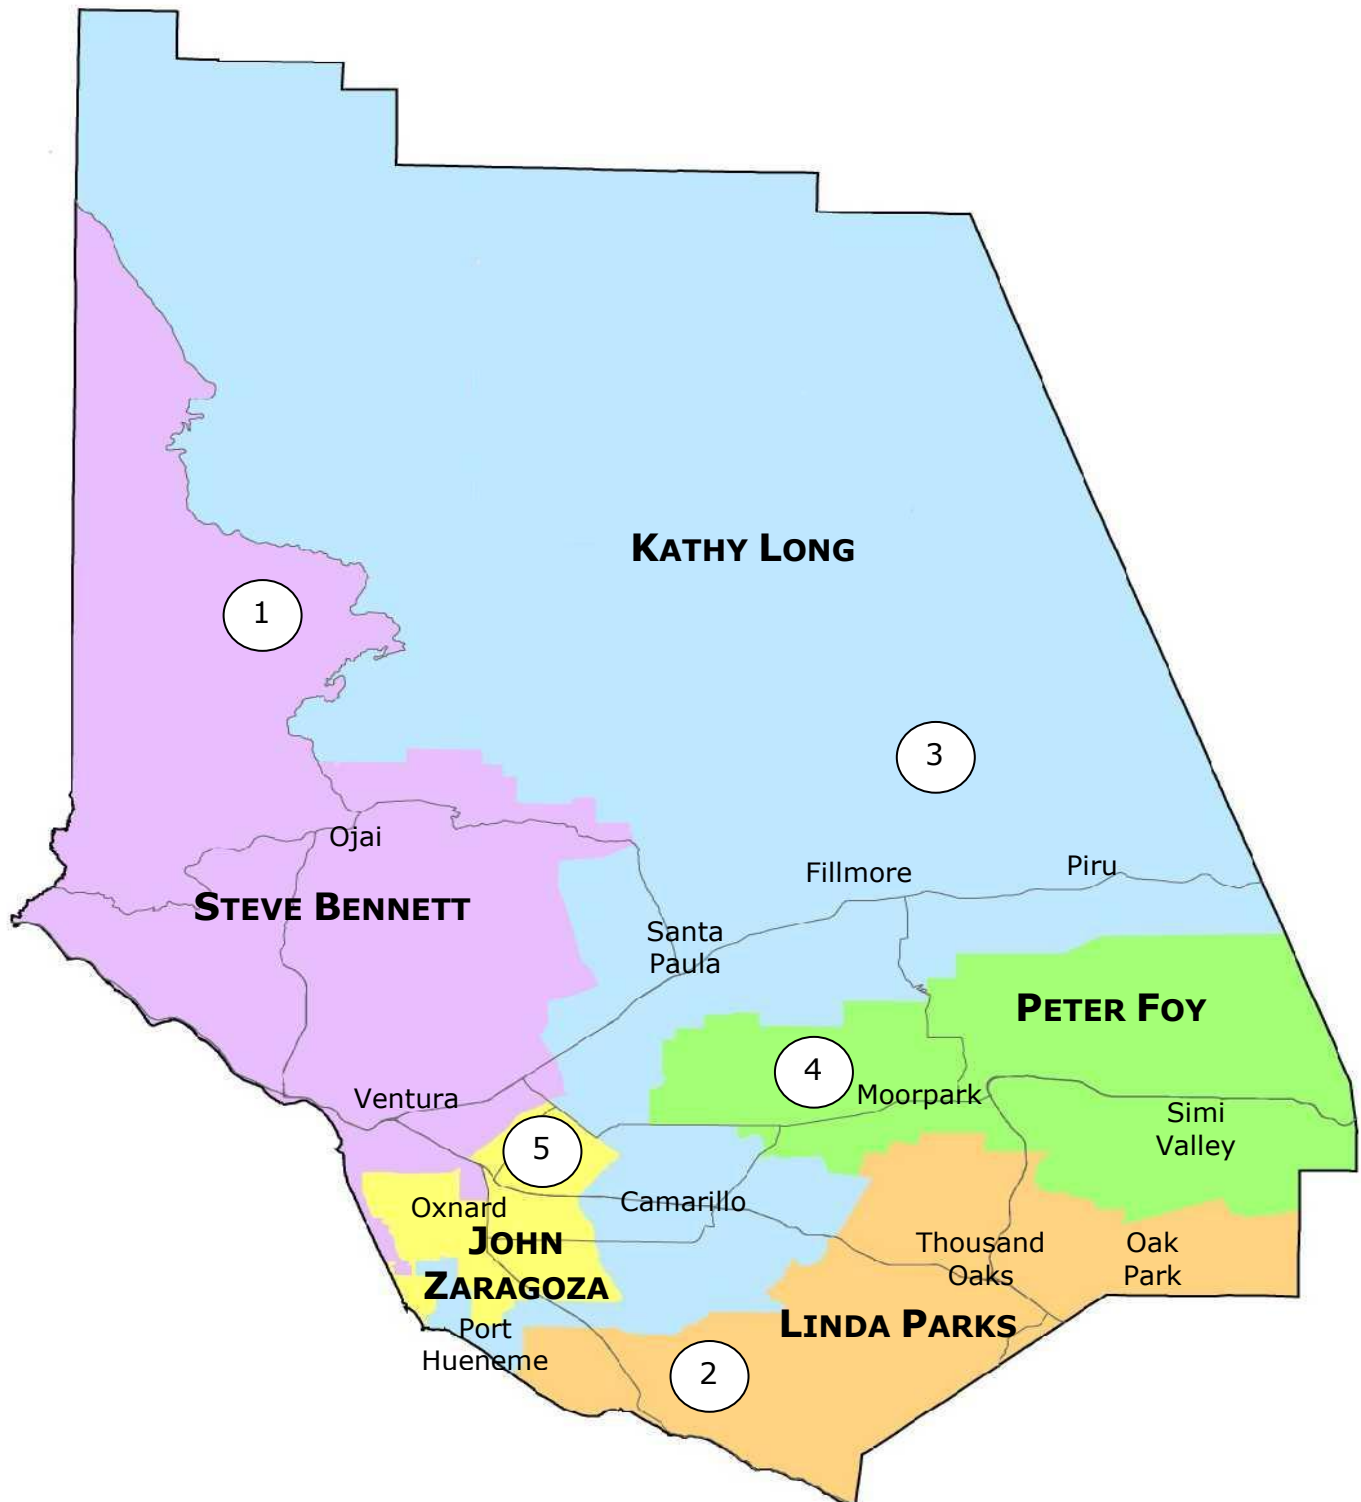 KATHY LONG
1
3
Ojai
Fillmore
Piru
STEVE BENNETT
Santa
Paula
PETER FOY
4
Moorpark
Ventura
Simi
Valley
5
Oxnard
Camarillo
JOHN
ZARAGOZA
Thousand
Oaks
Oak
Park
LINDA PARKS
Port
Hueneme
2